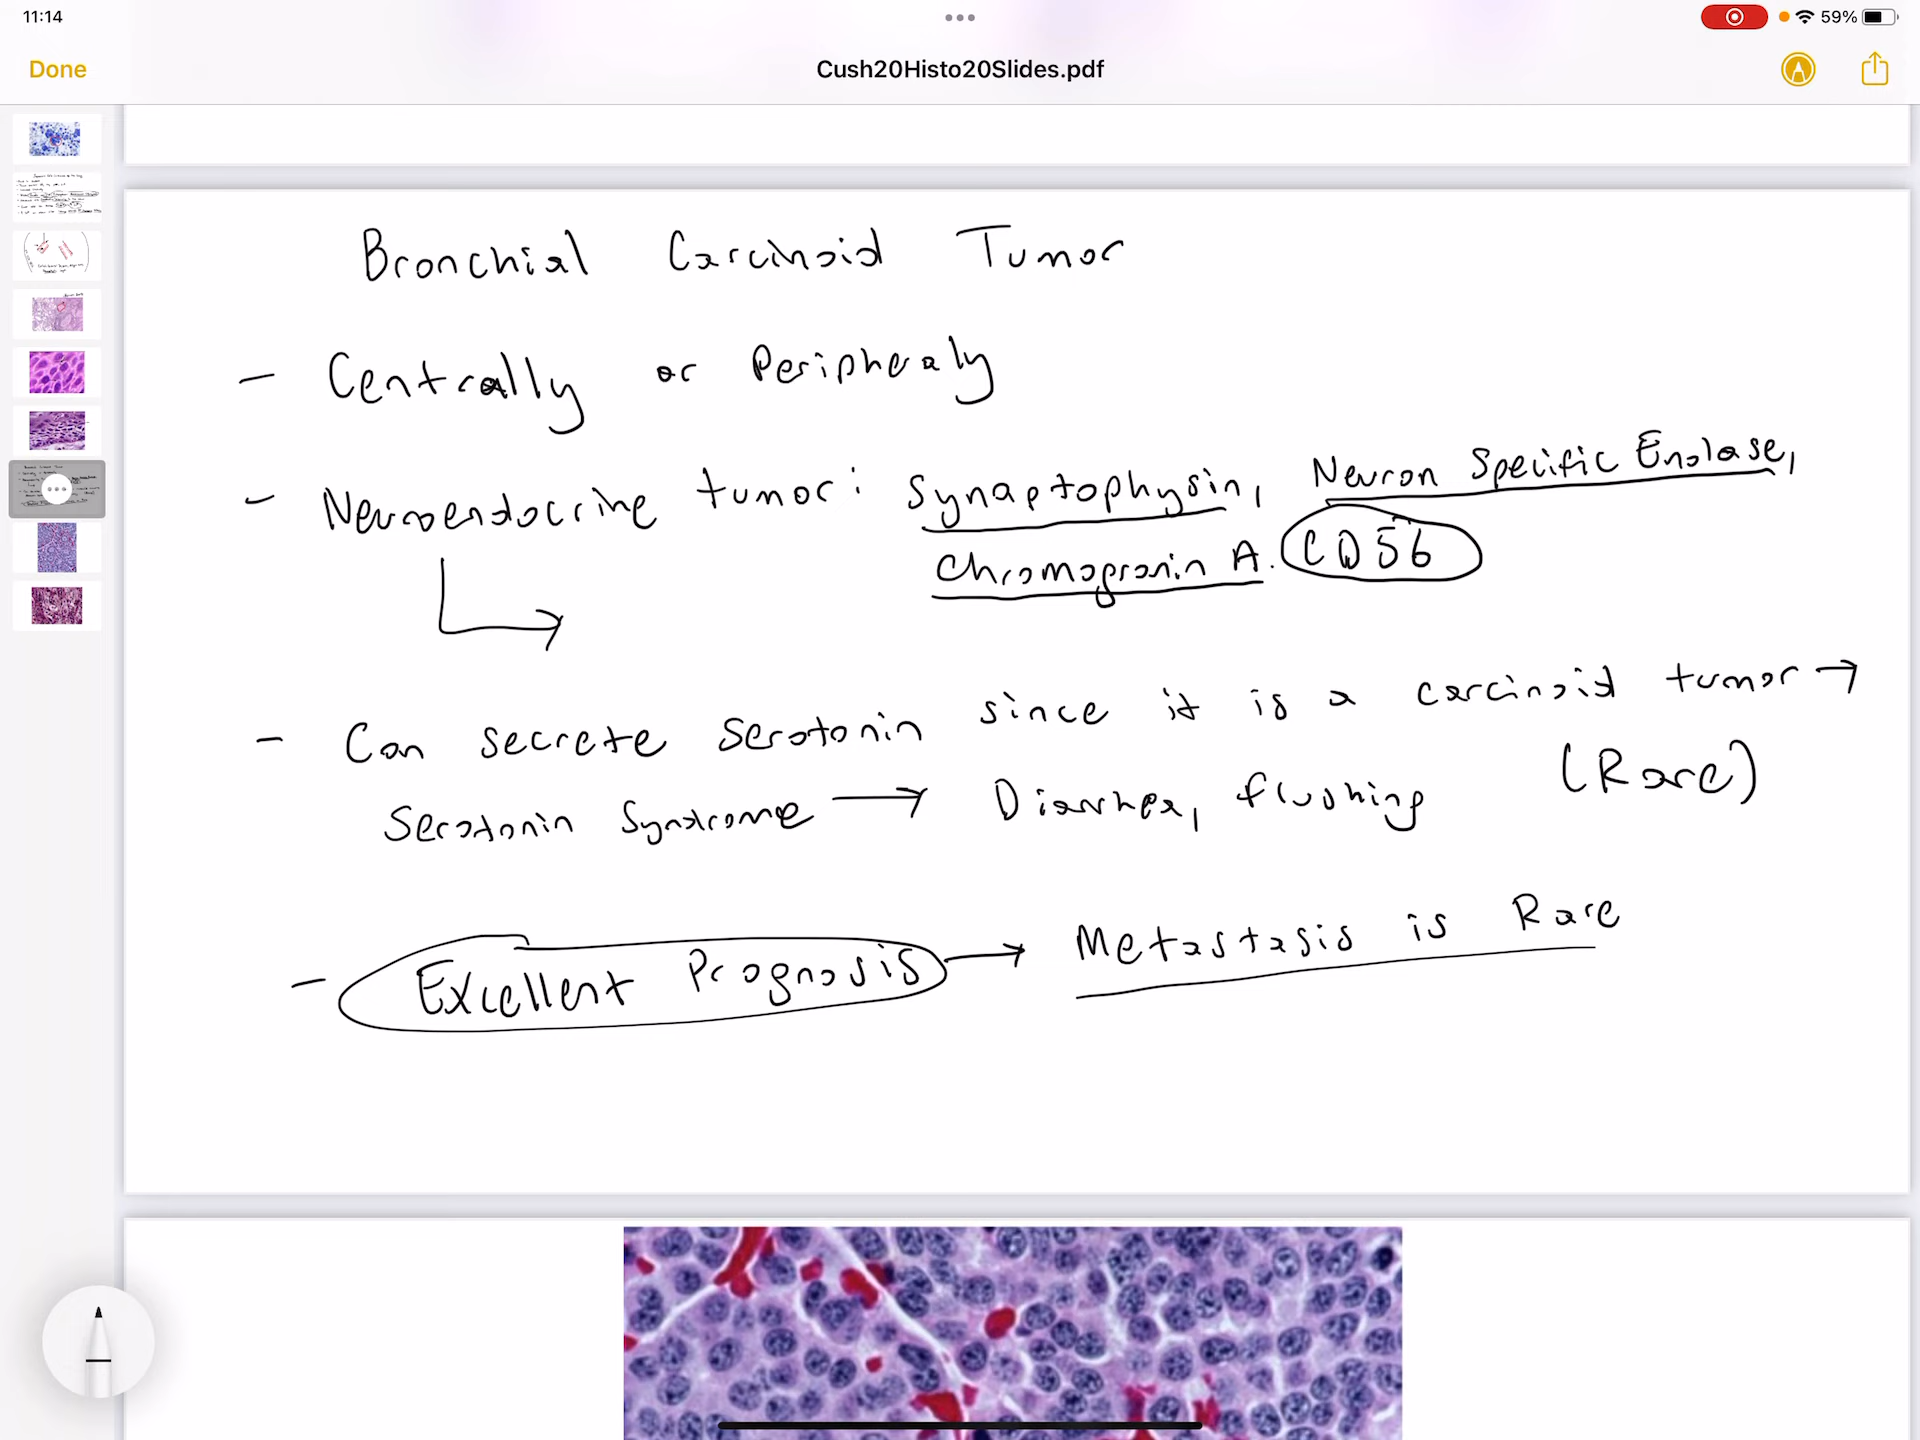 11:14
59%
Done
Cush20Histo20Slides.pdf
Bronchial Carcinoid Tumor
- Centrally or Peripheraly
- Neuroendocrine tumor: Synaptophysin, Neuron Specific Enolase,
Chromogranin A. CD56
- Can secrete serotonin since it is a carcinoid tumor →
Serotonin Syndrome → Diarrhea, flushing (Rare)
- Excellent Prognosis → Metastasis is Rare